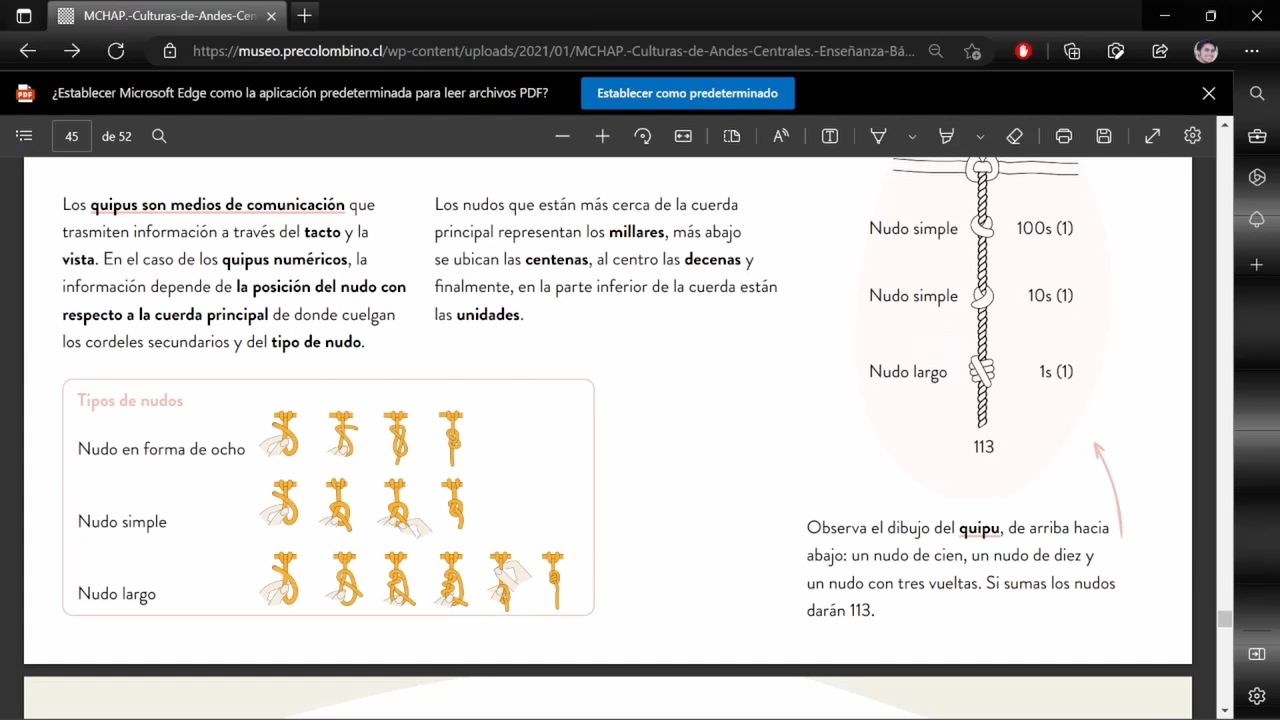 MCHAP.-Culturas-de-Andes-Cen
https://museo.precolombino.cl/wp-content/uploads/2021/01/MCHAP.-Culturas-de-Andes-Centrales.-Enseñanza-Bá...
PDF
¿Establecer Microsoft Edge como la aplicación predeterminada para leer archivos PDF?
Establecer como predeterminado
45 de 52
Los quipus son medios de comunicación que
trasmiten información a través del tacto y la
vista. En el caso de los quipus numéricos, la
información depende de la posición del nudo con
respecto a la cuerda principal de donde cuelgan
los cordeles secundarios y del tipo de nudo.
Los nudos que están más cerca de la cuerda
principal representan los millares, más abajo
se ubican las centenas, al centro las decenas y
finalmente, en la parte inferior de la cuerda están
las unidades.
Tipos de nudos
Nudo en forma de ocho
Nudo simple
Nudo largo
Nudo simple 100s (1)
Nudo simple 10s (1)
Nudo largo 1s (1)
113
Observa el dibujo del quipu, de arriba hacia
abajo: un nudo de cien, un nudo de diez y
un nudo con tres vueltas. Si sumas los nudos
darán 113.